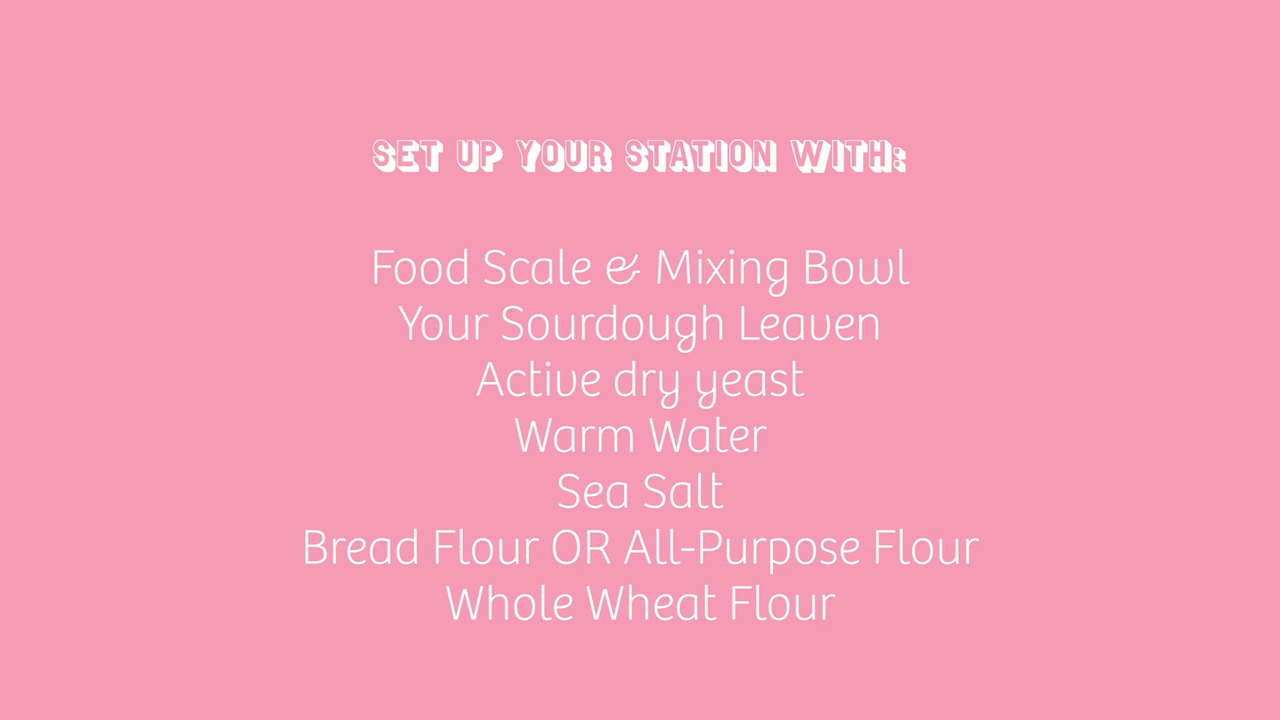 SET UP YOUR STATION WITH:
Food Scale & Mixing Bowl
Your Sourdough Leaven
Active dry yeast
Warm Water
Sea Salt
Bread Flour OR All-Purpose Flour
Whole Wheat Flour